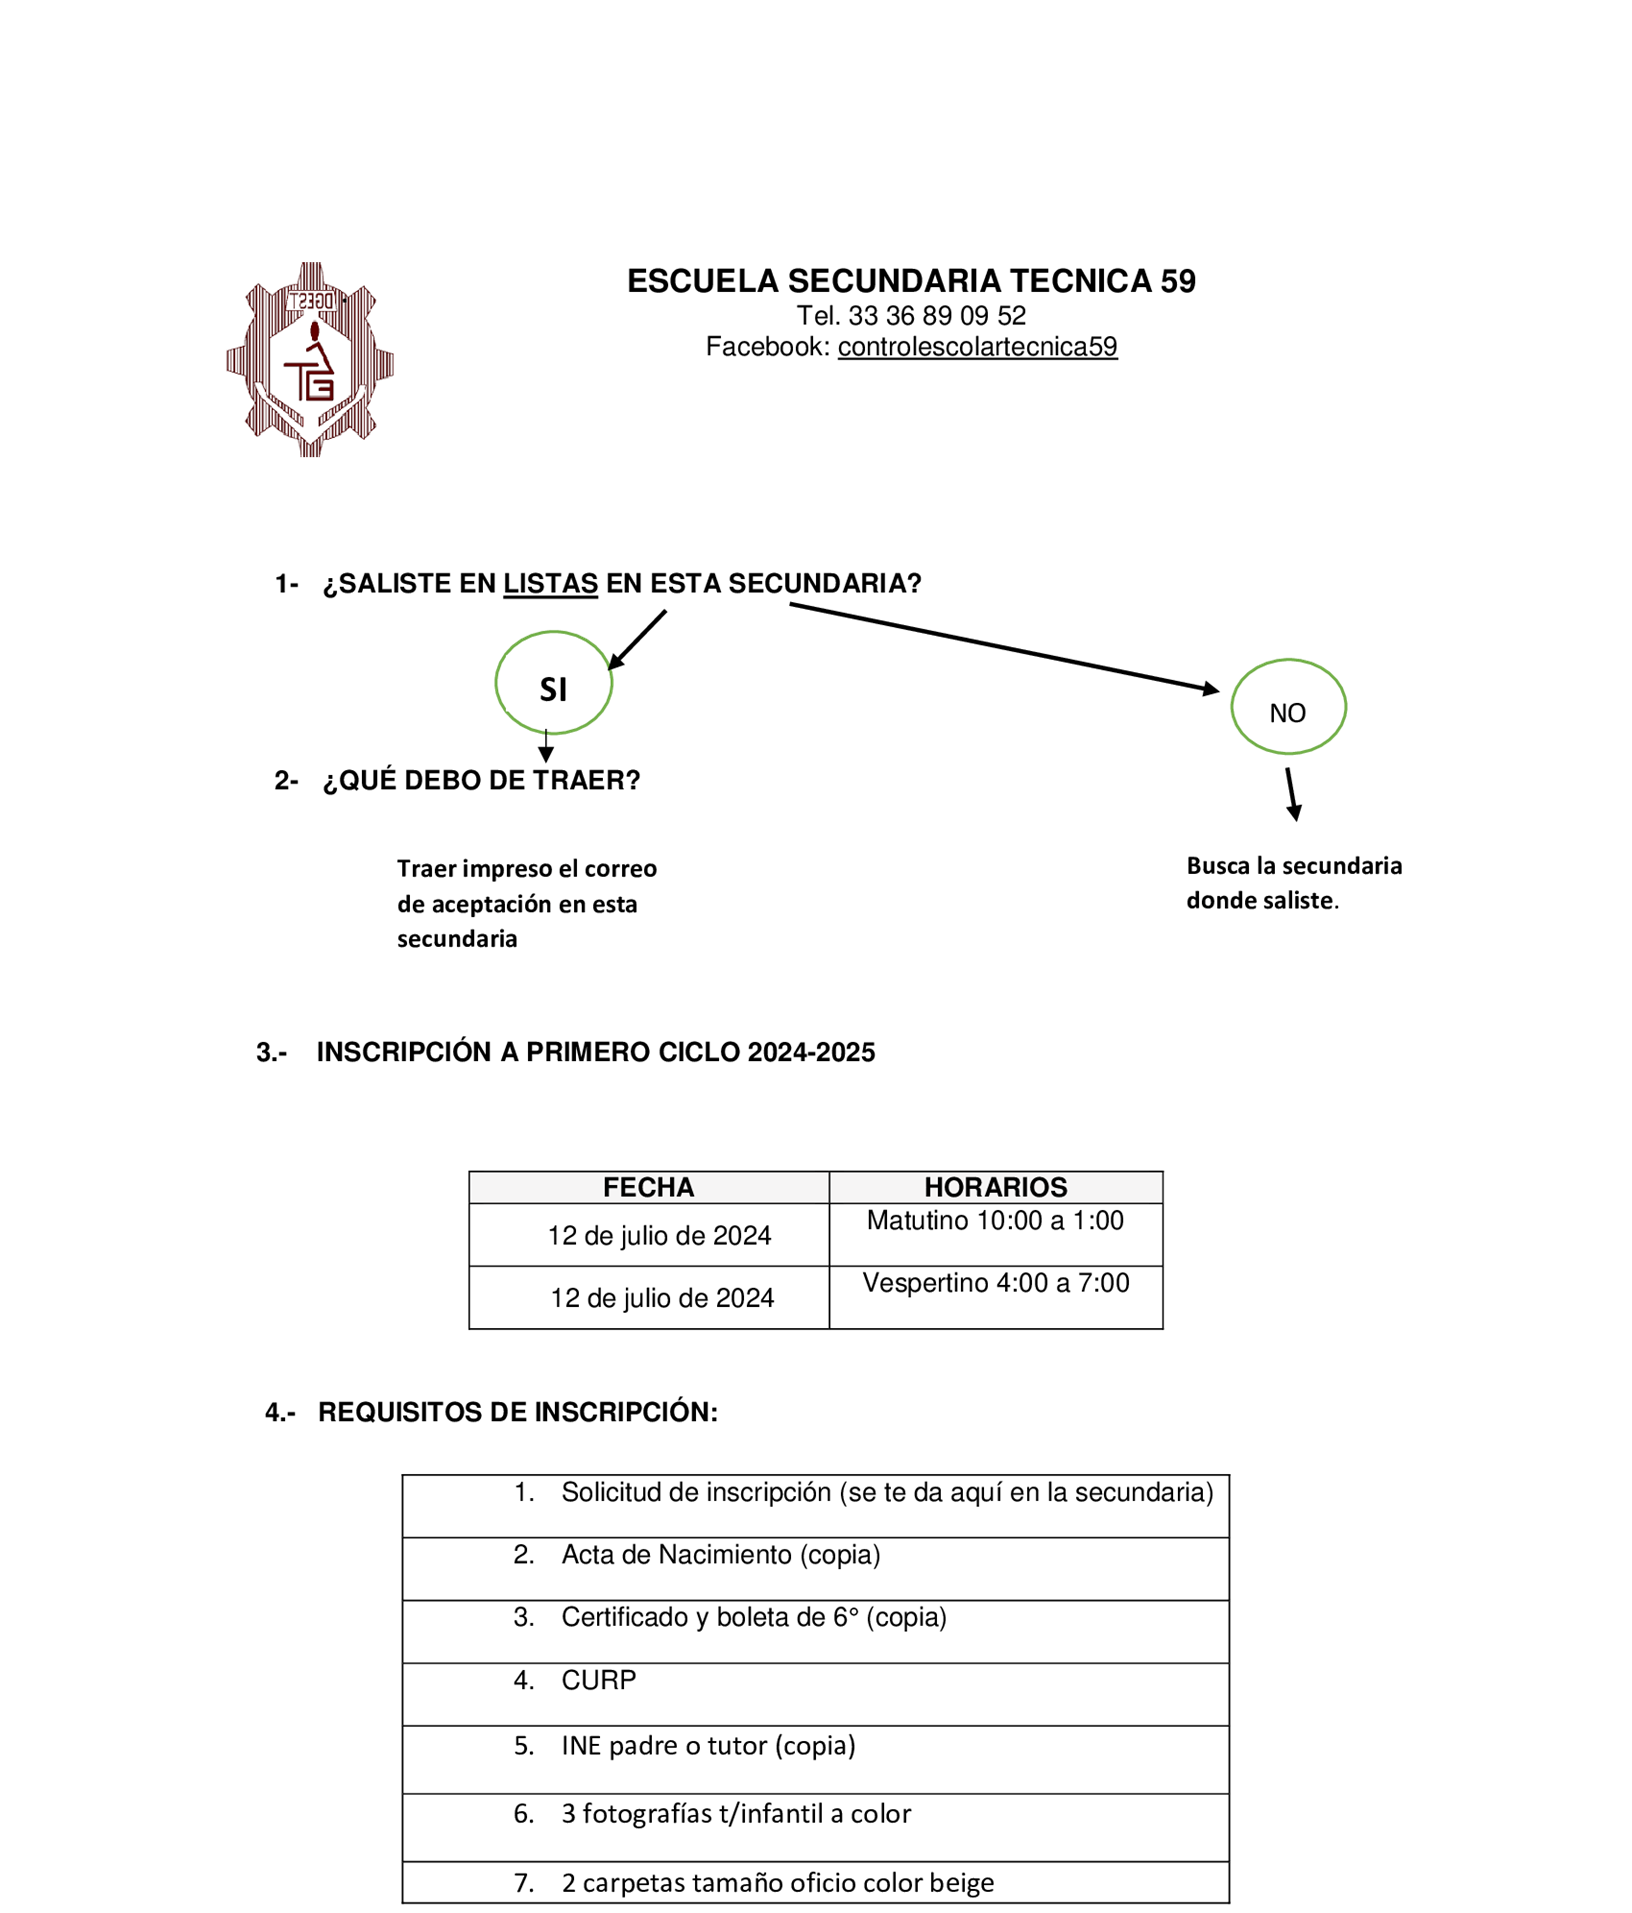 DGEST
ESCUELA SECUNDARIA TECNICA 59
Tel. 33 36 89 09 52
Facebook: controlescolartecnica59
1- ¿SALISTE EN LISTAS EN ESTA SECUNDARIA?
SI
NO
2- ¿QUÉ DEBO DE TRAER?
Traer impreso el correo
de aceptación en esta
secundaria
Busca la secundaria
donde saliste.
3.- INSCRIPCIÓN A PRIMERO CICLO 2024-2025
FECHA HORARIOS
12 de julio de 2024 Matutino 10:00 a 1:00
12 de julio de 2024 Vespertino 4:00 a 7:00
4.- REQUISITOS DE INSCRIPCIÓN:
1. Solicitud de inscripción (se te da aquí en la secundaria)
2. Acta de Nacimiento (copia)
3. Certificado y boleta de 6° (copia)
4. CURP
5. INE padre o tutor (copia)
6. 3 fotografías t/infantil a color
7. 2 carpetas tamaño oficio color beige